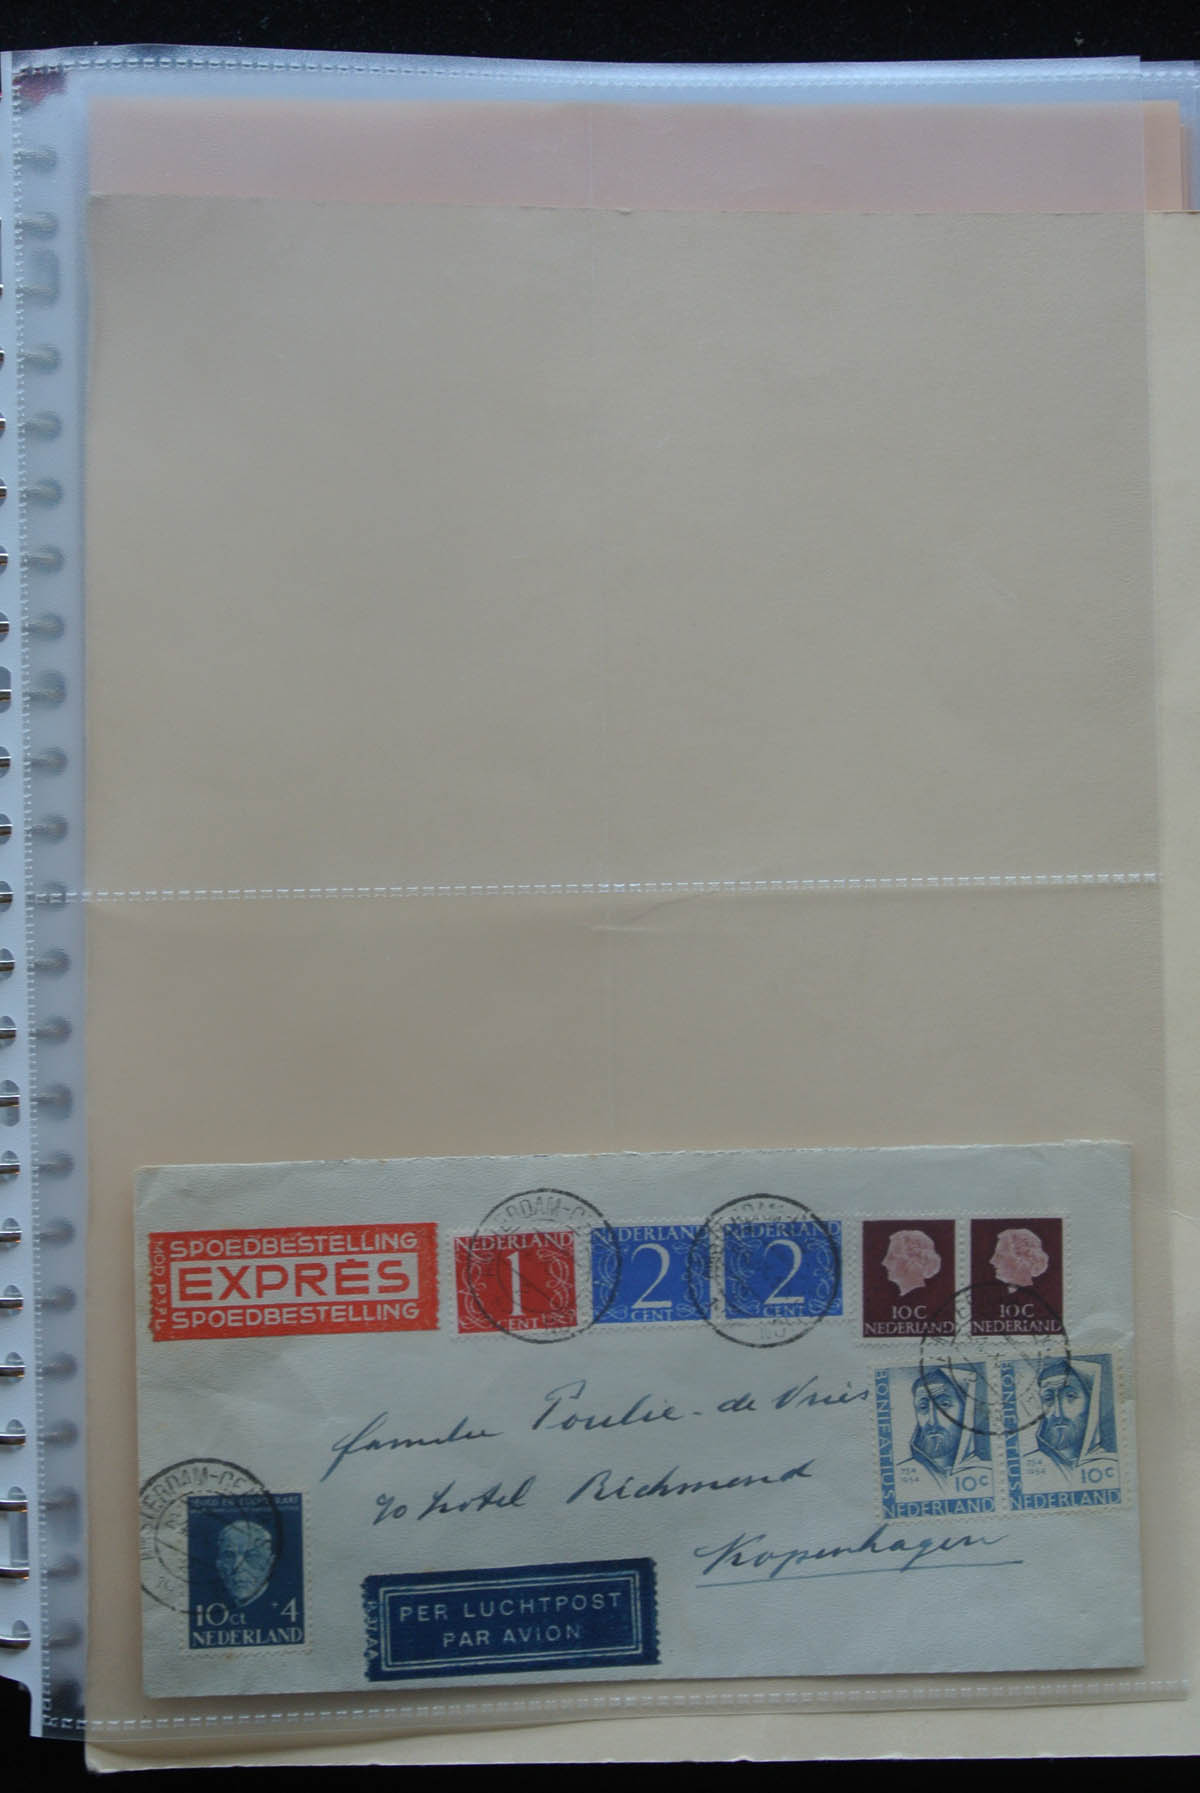 SPOEDBESTELLING
EXPRÈS
SPOEDBESTELLING
NEDERLAND
1
CENT
NEDERLAND
2
CENT
NEDERLAND
2
CENT
10 C
NEDERLAND
10 C
NEDERLAND
BONIFATIUS
754
1954
10 C
NEDERLAND
BONIFATIUS
754
1954
10 C
NEDERLAND
familie Poulie - de Vries
c/o Hotel Richmond
Kopenhagen
10 ct +4
NEDERLAND
PER LUCHTPOST
PAR AVION